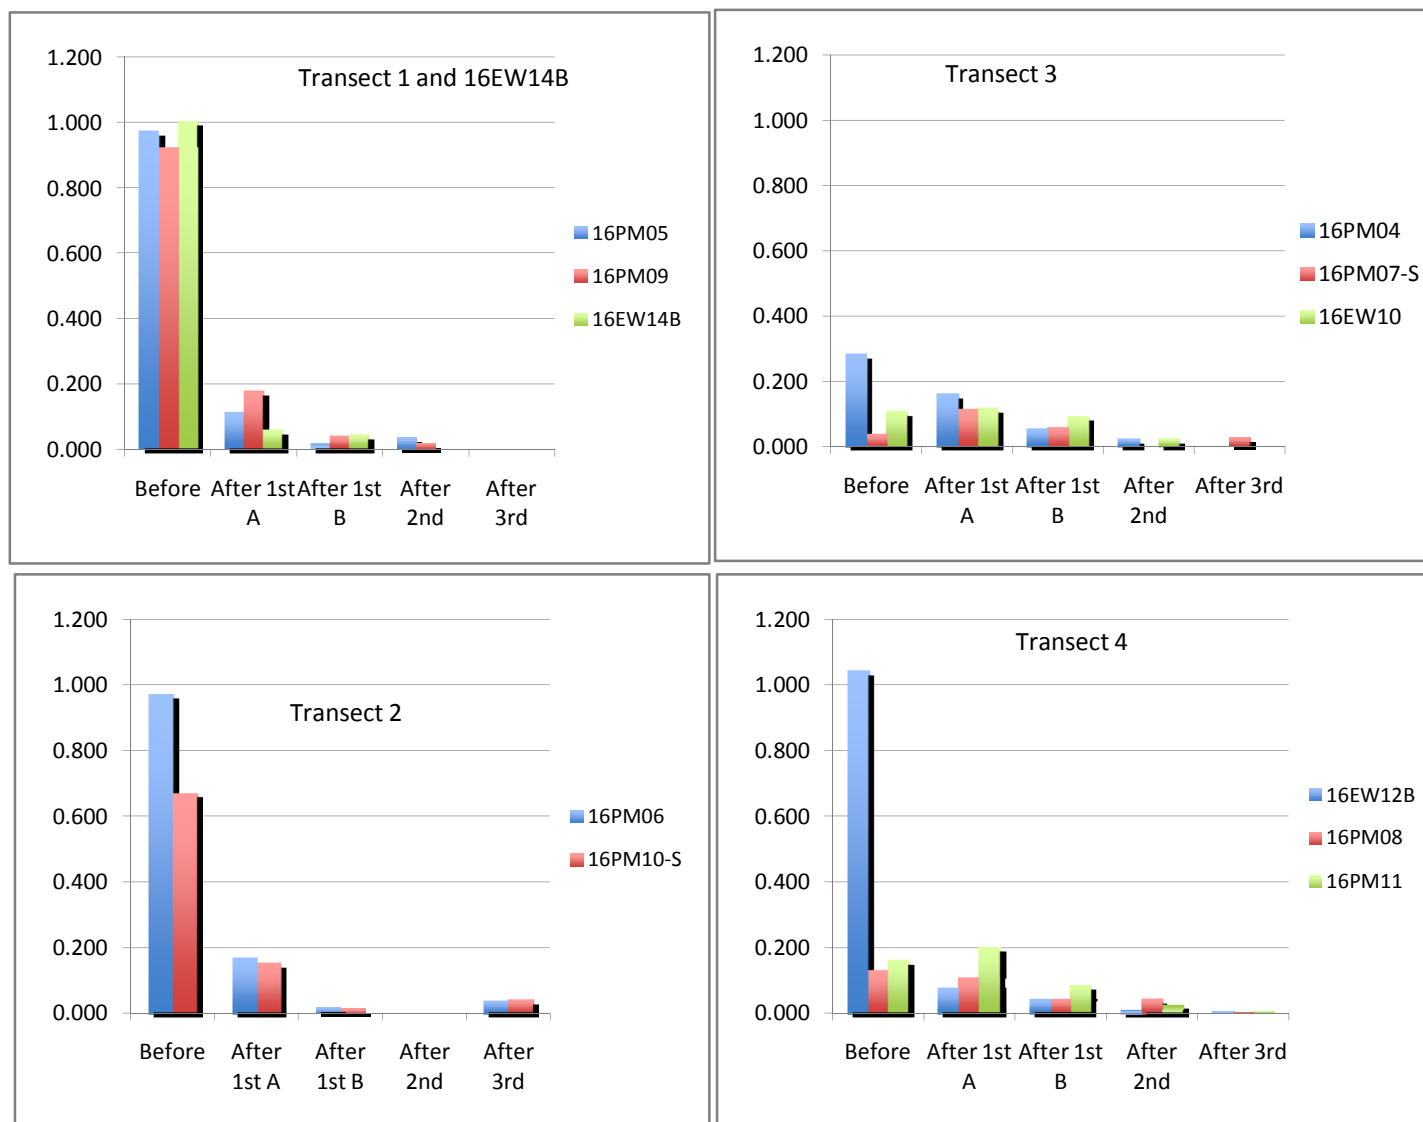 Transect 1 and 16EW14B
1.200
1.000
0.800
0.600
0.400
0.200
0.000
Before After 1st After 1st After After
A B 2nd 3rd
16PM05
16PM09
16EW14B
Transect 3
1.200
1.000
0.800
0.600
0.400
0.200
0.000
Before After 1st After 1st After After 3rd
A B 2nd
16PM04
16PM07-S
16EW10
Transect 2
1.200
1.000
0.800
0.600
0.400
0.200
0.000
Before After After After After
1st A 1st B 2nd 3rd
16PM06
16PM10-S
Transect 4
1.200
1.000
0.800
0.600
0.400
0.200
0.000
Before After 1st After 1st After After 3rd
A B 2nd
16EW12B
16PM08
16PM11